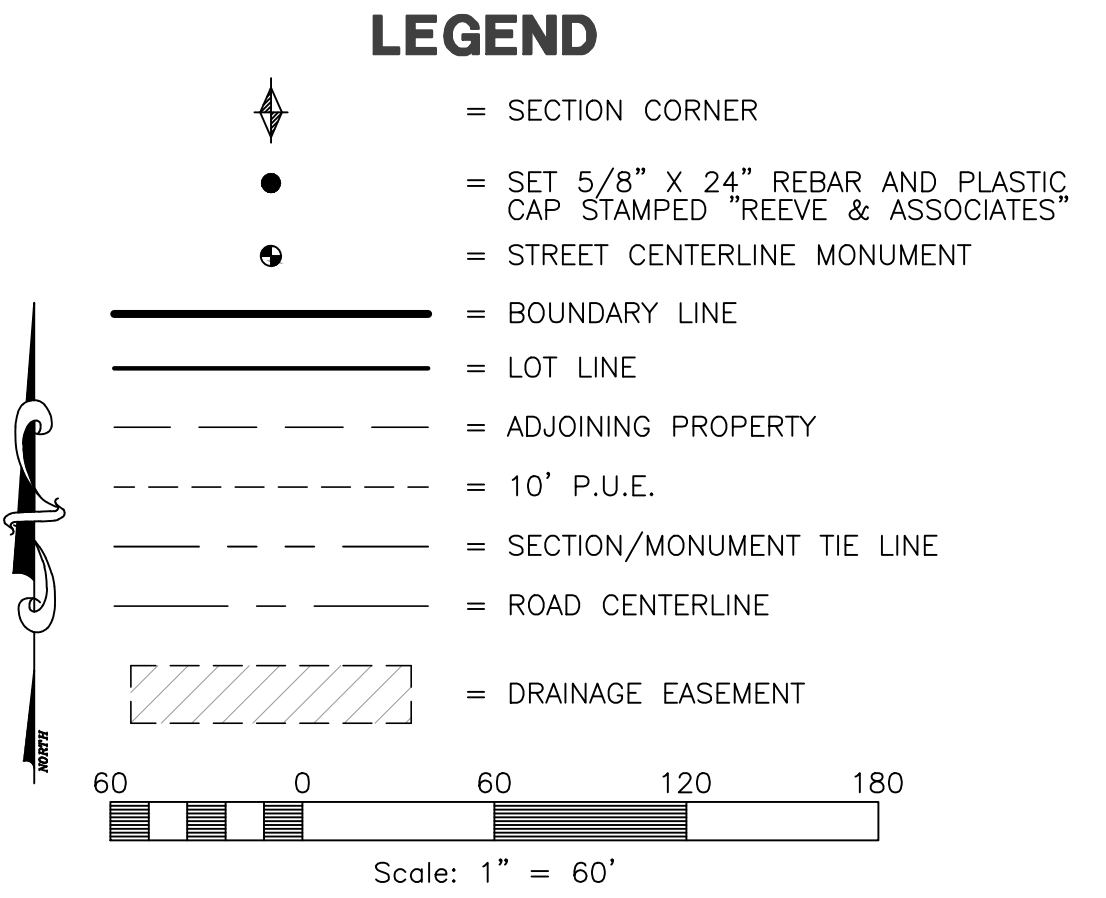 LEGEND
= SECTION CORNER
= SET 5/8" X 24" REBAR AND PLASTIC
CAP STAMPED "REEVE & ASSOCIATES"
= STREET CENTERLINE MONUMENT
= BOUNDARY LINE
= LOT LINE
= ADJOINING PROPERTY
= 10' P.U.E.
= SECTION/MONUMENT TIE LINE
= ROAD CENTERLINE
= DRAINAGE EASEMENT
NORTH
60 0 60 120 180
Scale: 1" = 60'